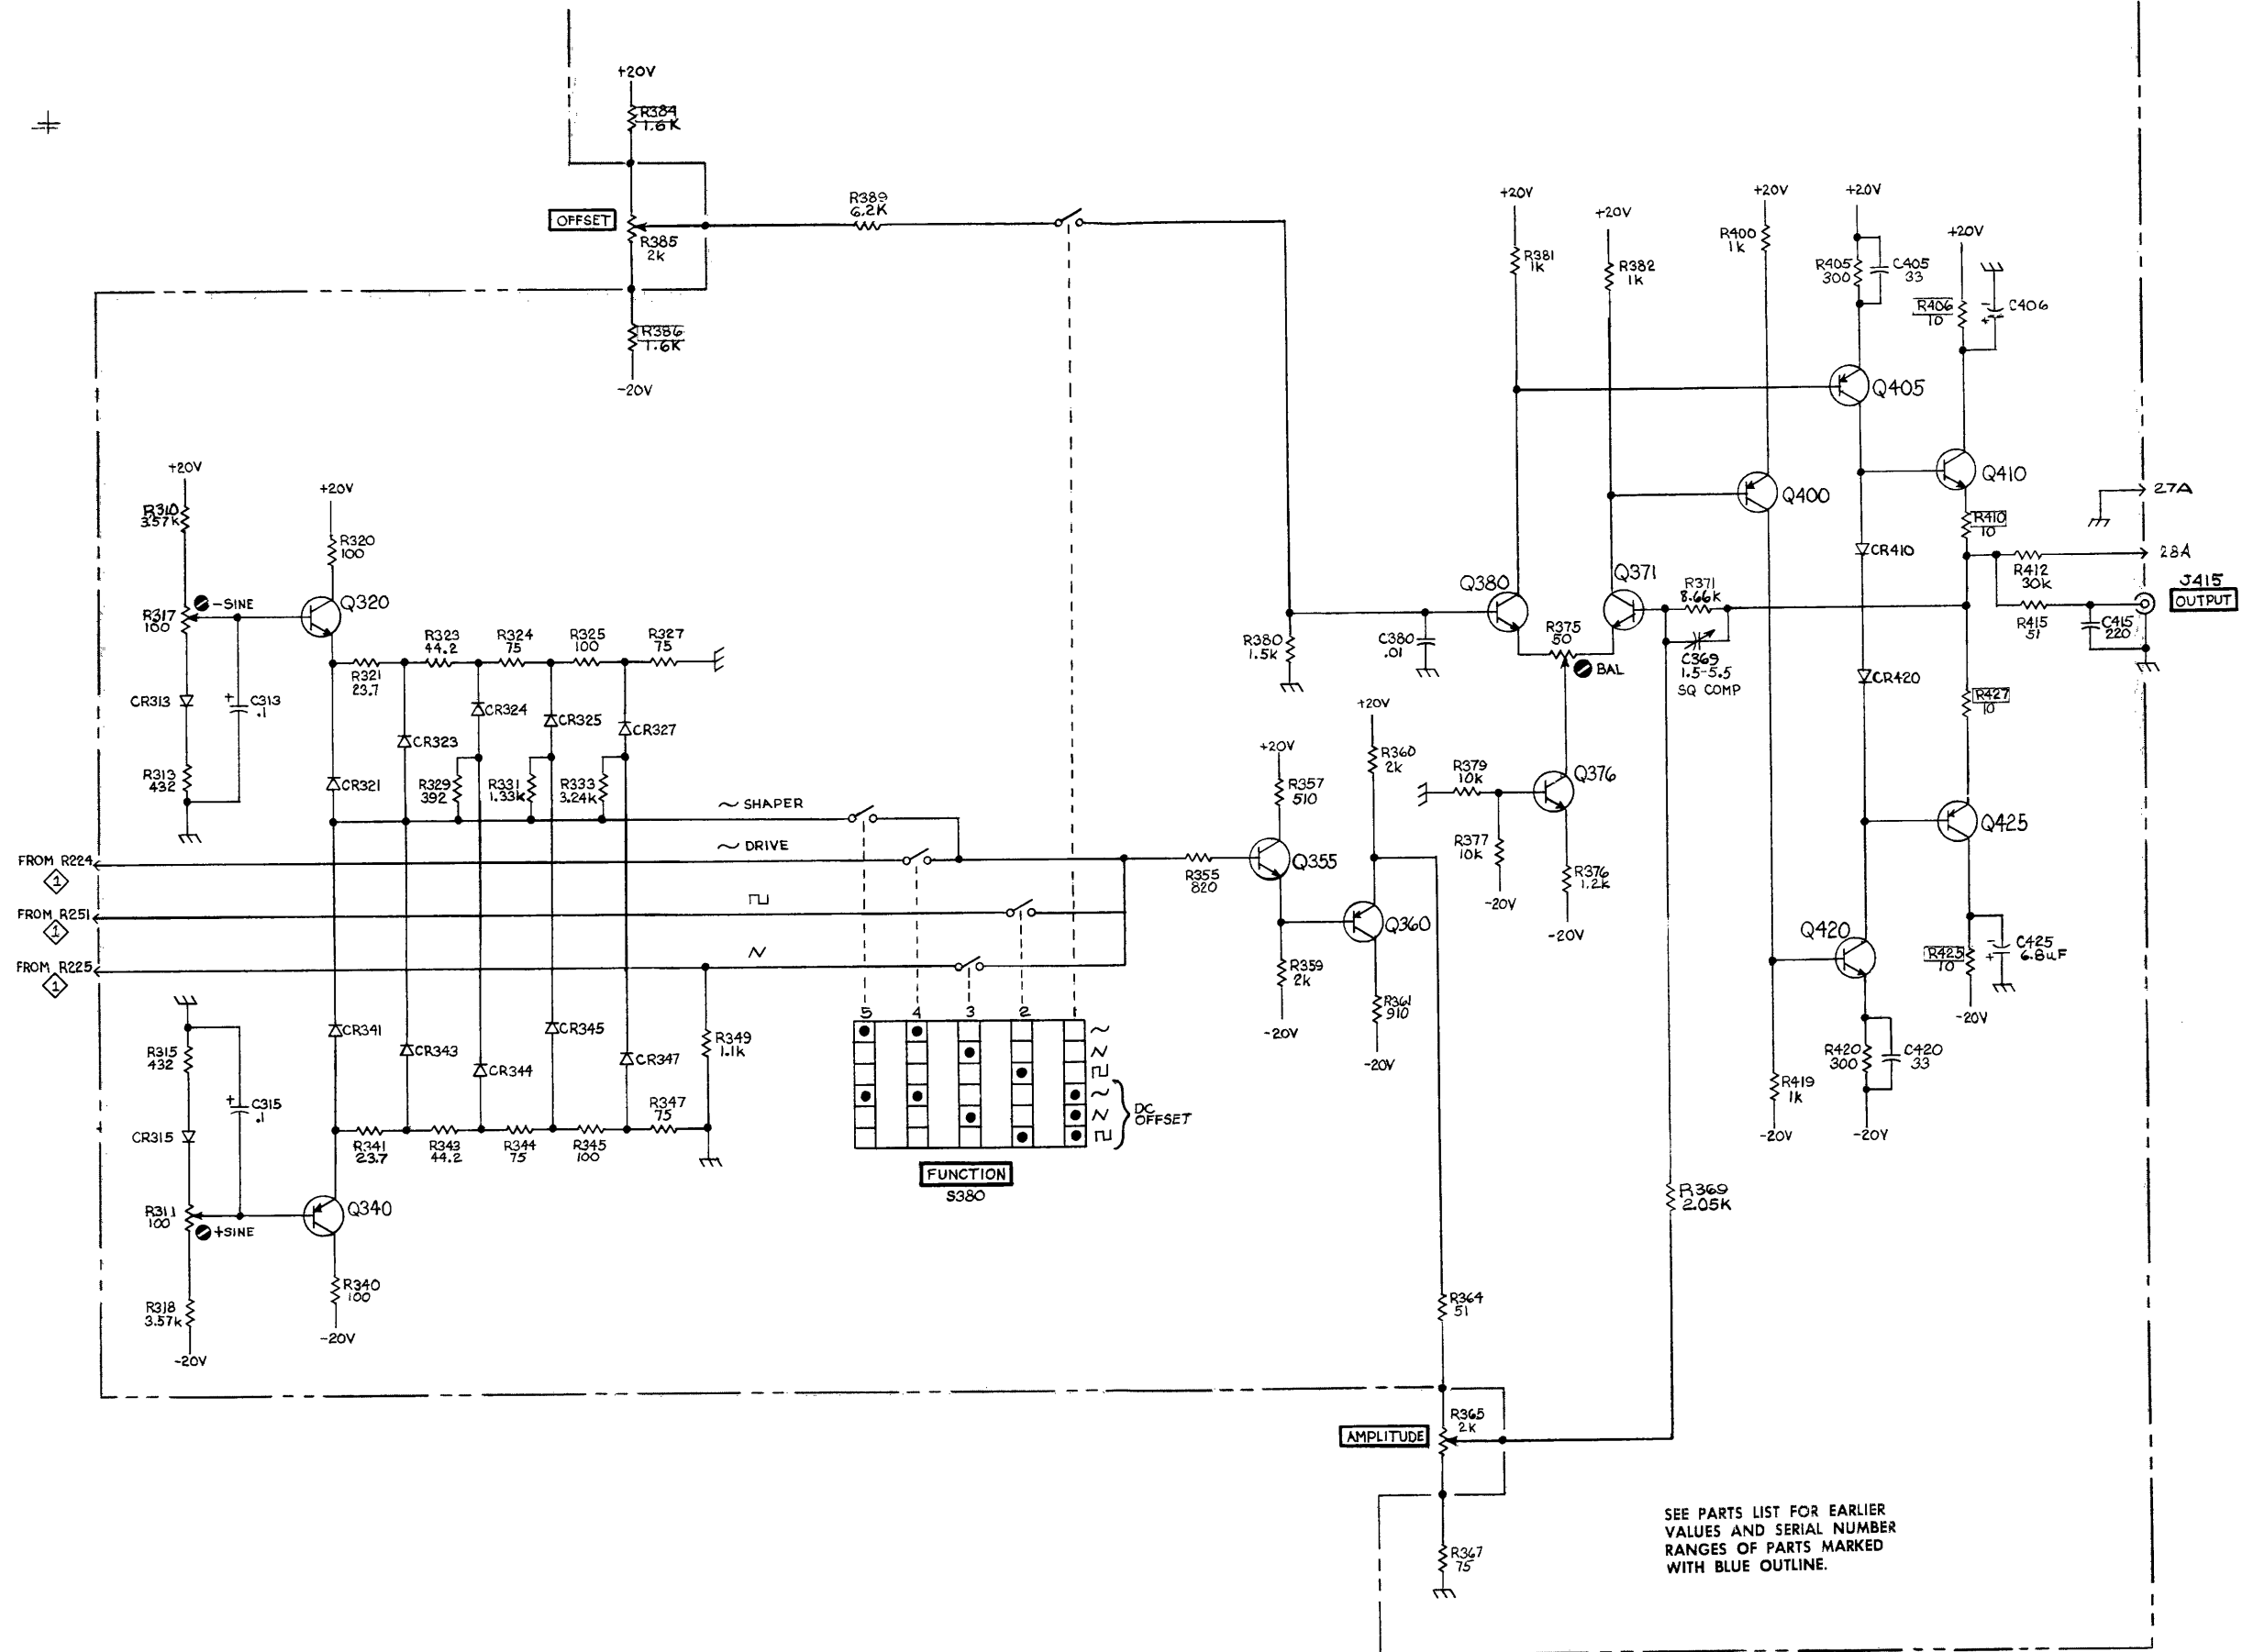 +20V
R384
1.6K
OFFSET
R385
2K
R389
6.2K
R386
1.6K
-20V
+20V
R310
3.57K
R317
100
-SINE
CR313
C313
.1
R313
432
+20V
R320
100
Q320
R321
23.7
R323
44.2
R324
75
R325
100
R327
75
CR321
CR323
CR324
CR325
CR327
R329
392
R331
1.33K
R333
3.24K
~ SHAPER
~ DRIVE
FROM R224
1
FROM R251
1
FROM R225
1
R315
432
C315
.1
CR315
R311
100
+SINE
R318
3.57K
-20V
CR341
CR343
CR344
CR345
CR347
R341
23.7
R343
44.2
R344
75
R345
100
R347
75
R349
1.1K
Q340
R340
100
-20V
5 4 3 2 1
DC
OFFSET
FUNCTION
S380
+20V
R357
510
R355
820
Q355
R359
2K
-20V
+20V
R360
2K
Q360
R361
910
-20V
R380
1.5K
C380
.01
+20V
R381
1K
+20V
R382
1K
Q380
Q371
R375
50
BAL
R371
8.66K
C369
1.5-5.5
SQ COMP
R379
10K
R377
10K
-20V
Q376
R376
1.2K
-20V
R369
2.05K
R364
51
AMPLITUDE
R365
2K
R367
75
+20V
R400
1K
Q400
R419
1K
-20V
+20V
R405
300
C405
33
Q405
CR410
CR420
Q420
R420
300
C420
33
-20V
+20V
R406
10
C406
Q410
R410
10
R412
30K
R415
51
C415
220
27A
28A
J415
OUTPUT
R427
10
Q425
R425
10
C425
6.8uF
-20V
SEE PARTS LIST FOR EARLIER
VALUES AND SERIAL NUMBER
RANGES OF PARTS MARKED
WITH BLUE OUTLINE.